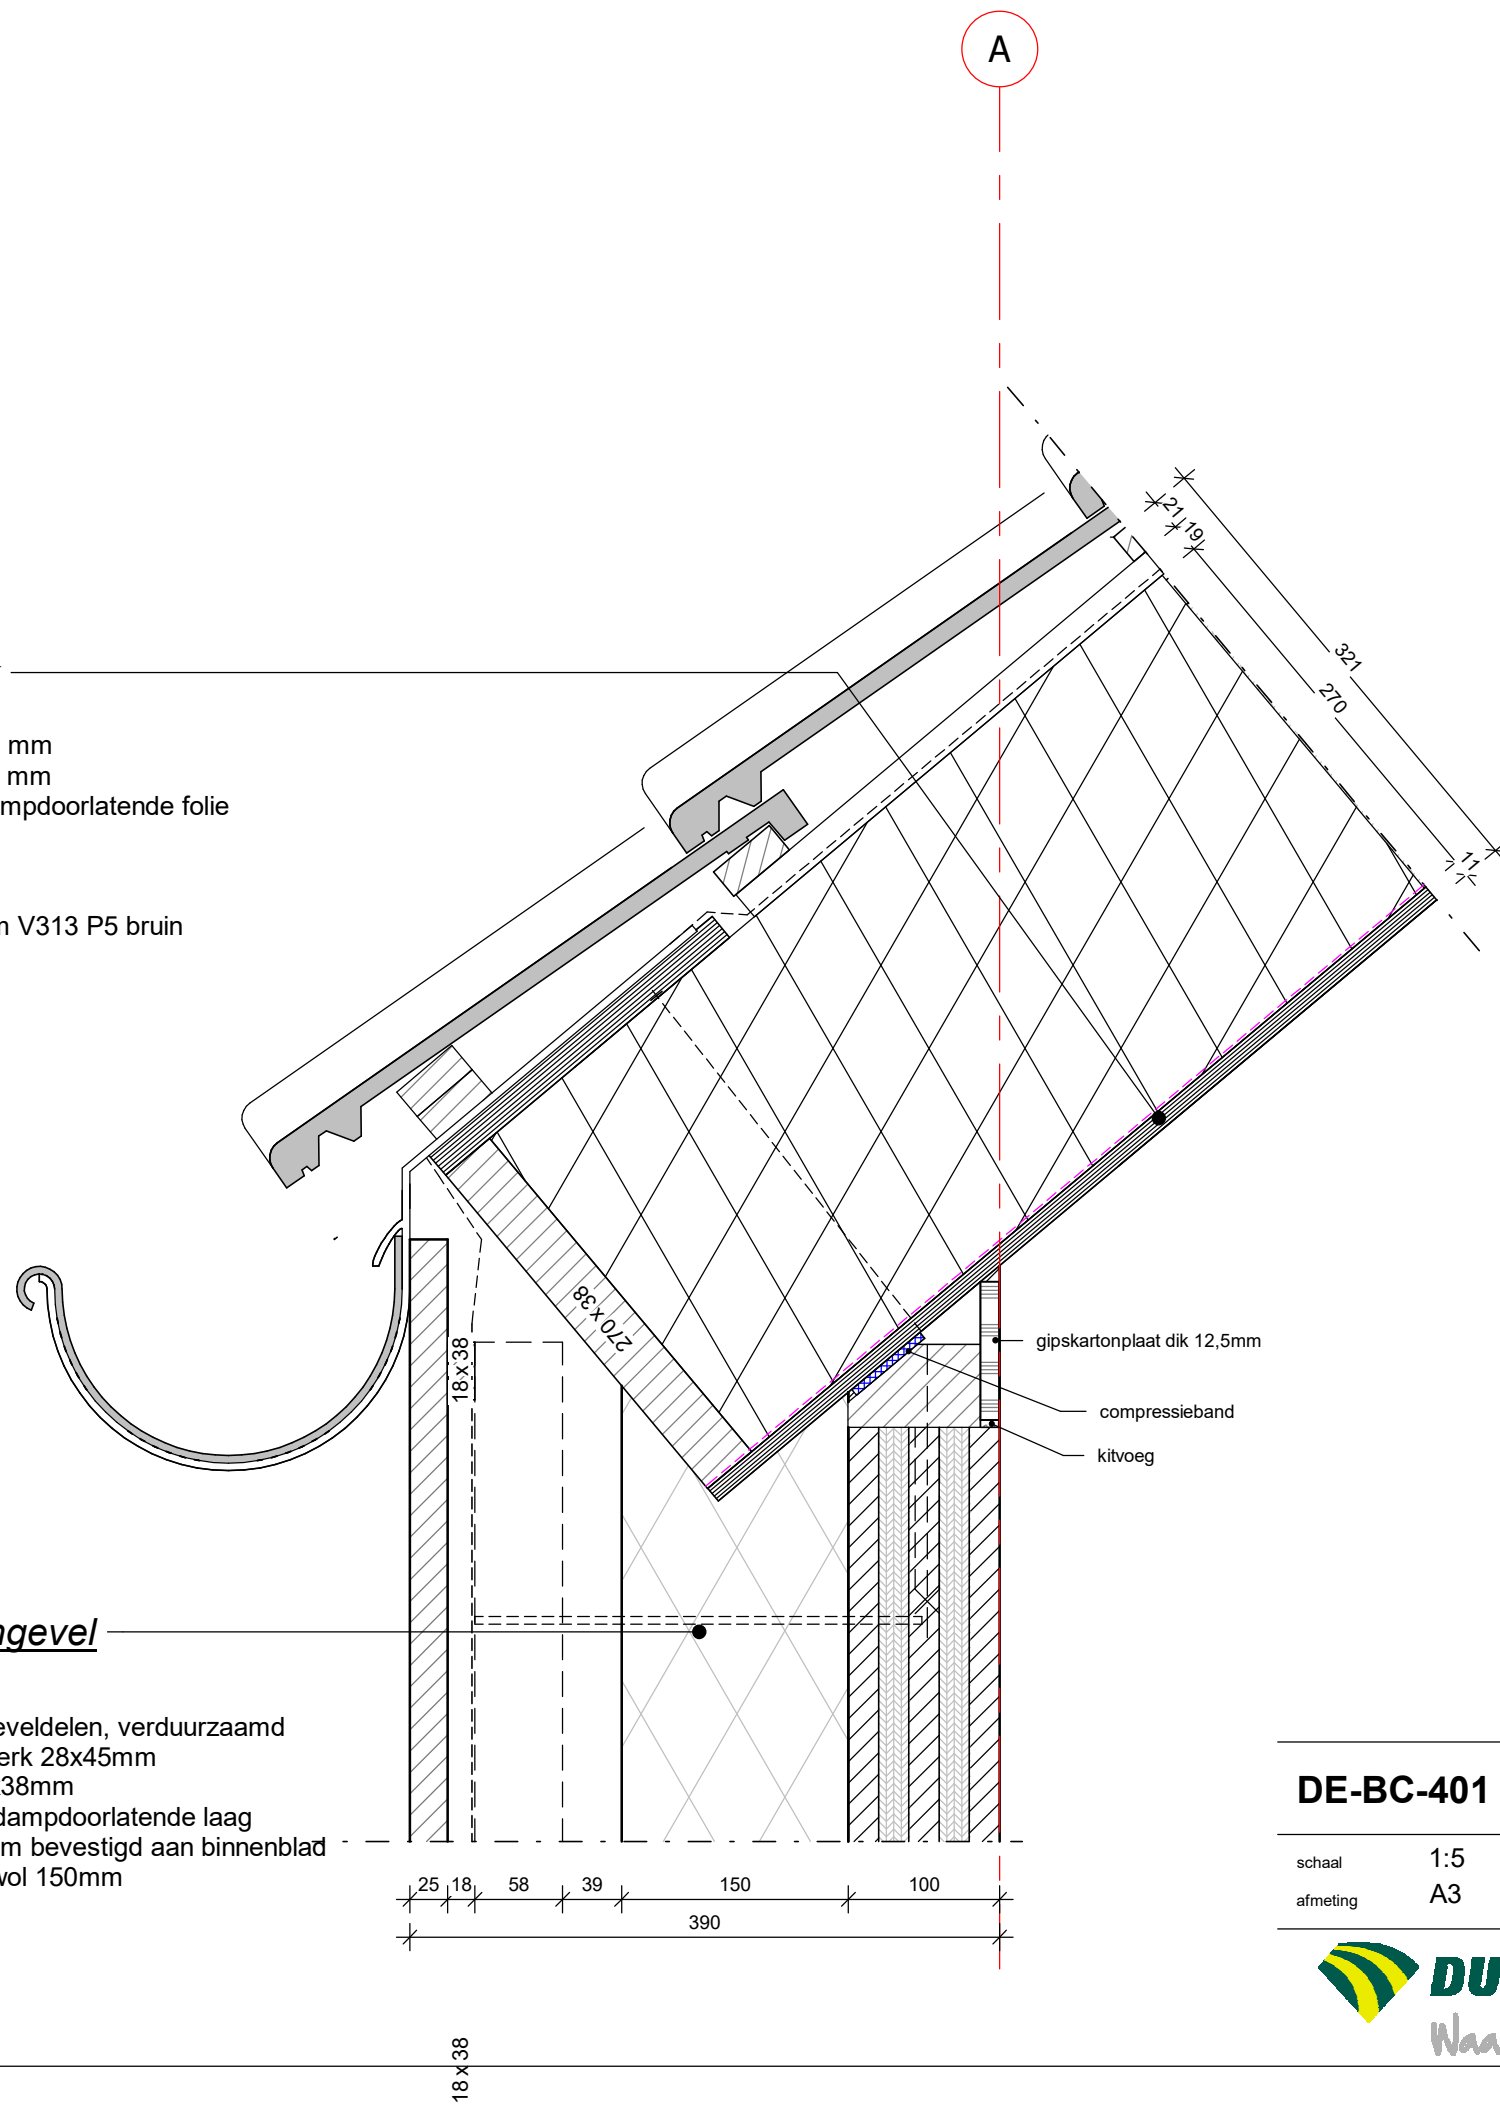 A
21
19
321
270
11
mm
mm
mpdoorlatende folie
V313 P5 bruin
270 x 38
18 x 38
gipskartonplaat dik 12,5mm
compressieband
kitvoeg
ngevel
eveldelen, verduurzaamd
erk 28x45mm
38mm
dampdoorlatende laag
m bevestigd aan binnenblad
wol 150mm
25 18 58 39 150 100
390
DE-BC-401
schaal 1:5
afmeting A3
DU
Waa
18 x 38